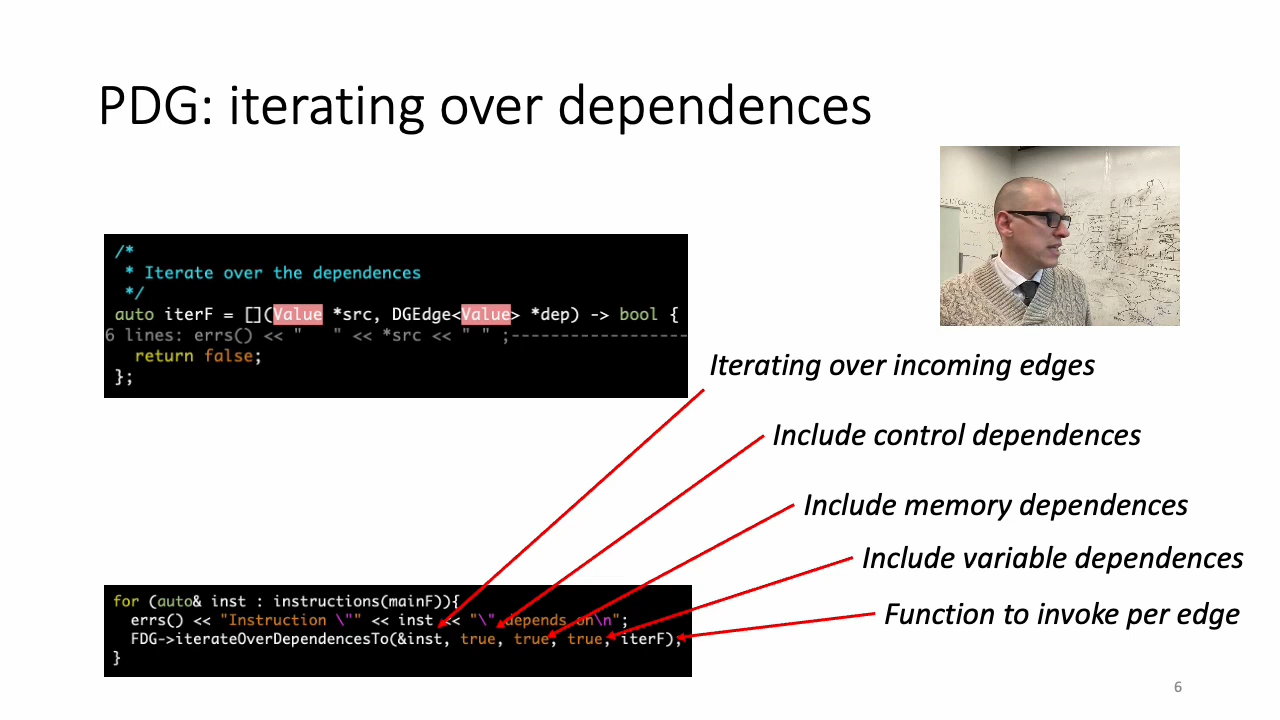 PDG: iterating over dependences
/*
 * Iterate over the dependences
 */
auto iterF = [](Value *src, DGEdge<Value> *dep) -> bool {
6 lines: errs() << "   " << *src << " " ;------------------
  return false;
};
Iterating over incoming edges
Include control dependences
Include memory dependences
Include variable dependences
Function to invoke per edge
for (auto& inst : instructions(mainF)){
  errs() << "Instruction \"" << inst << "\" depends on\n";
  FDG->iterateOverDependencesTo(&inst, true, true, true, iterF);
}
6